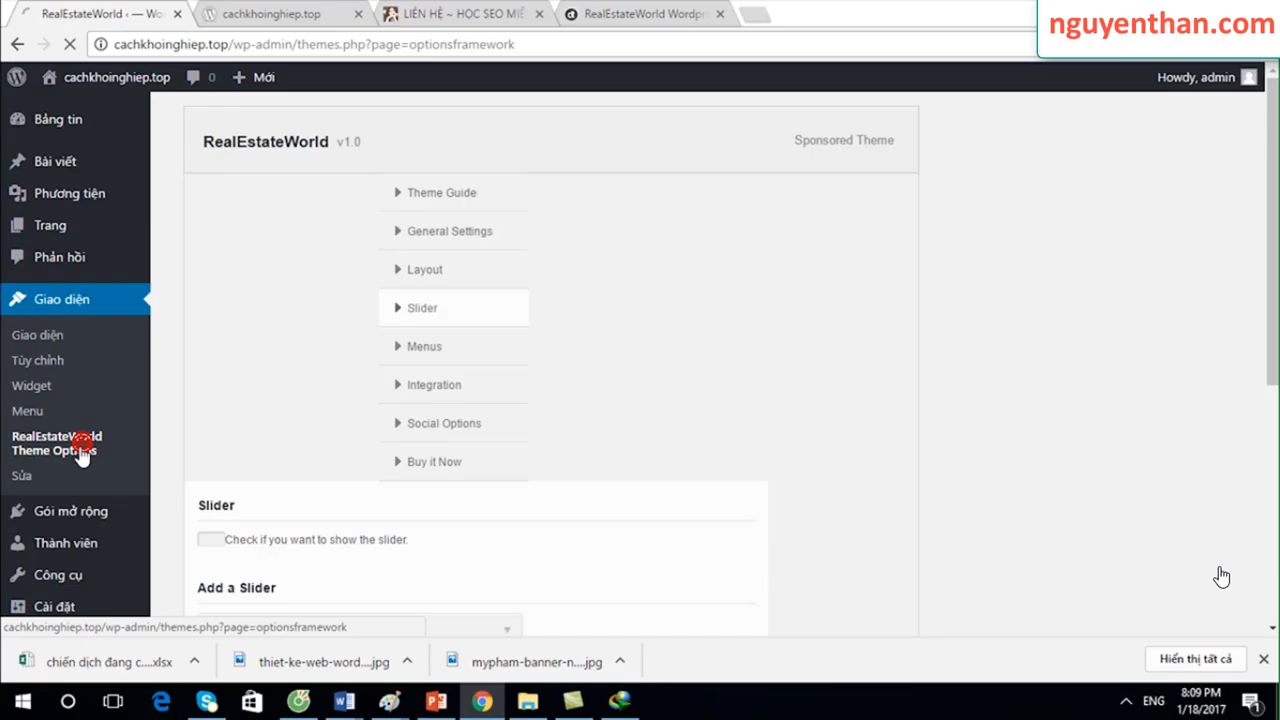 RealEstateWorld ‹ — Wo
cachkhoinghiep.top
LIÊN HỆ ~ HỌC SEO MIỄ
RealEstateWorld Wordpr
nguyenthan.com
cachkhoinghiep.top/wp-admin/themes.php?page=optionsframework
cachkhoinghiep.top
0
Mới
Howdy, admin
Bảng tin
Bài viết
Phương tiện
Trang
Phản hồi
Giao diện
Giao diện
Tùy chỉnh
Widget
Menu
RealEstateWorld
Theme Options
Sửa
Gói mở rộng
Thành viên
Công cụ
Cài đặt
RealEstateWorld v1.0
Sponsored Theme
Theme Guide
General Settings
Layout
Slider
Menus
Integration
Social Options
Buy it Now
Slider
Check if you want to show the slider.
Add a Slider
cachkhoinghiep.top/wp-admin/themes.php?page=optionsframework
chiến dịch đang c....xlsx
thiet-ke-web-word....jpg
mypham-banner-n....jpg
Hiển thị tất cả
ENG
8:09 PM
1/18/2017